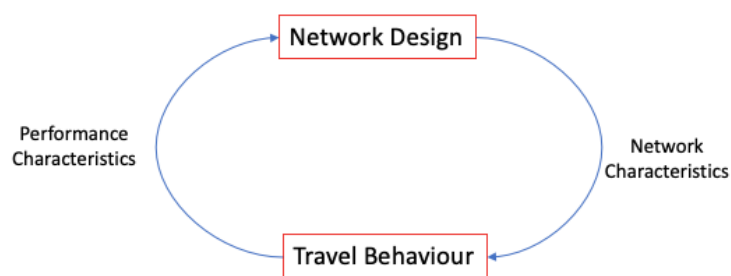 Network Design
Performance
Characteristics
Network
Characteristics
Travel Behaviour